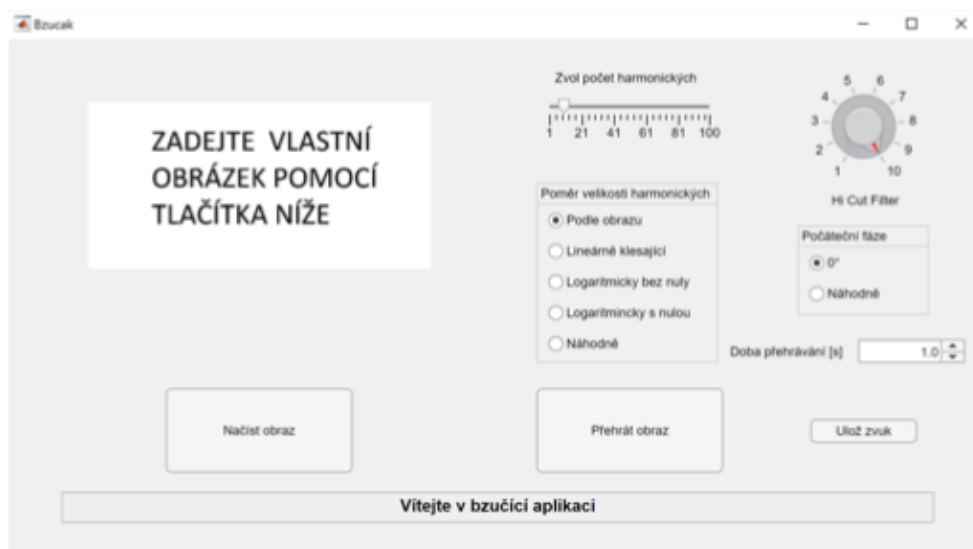 Bzucak
ZADEJTE VLASTNÍ
OBRÁZEK POMOCÍ
TLAČÍTKA NÍŽE
Zvol počet harmonických
1 21 41 61 81 100
Poměr velikosti harmonických
Podle obrazu
Lineárně klesající
Logaritmicky bez nuly
Logaritmincky s nulou
Náhodně
1 2 3 4 5 6 7 8 9 10
Hi Cut Filter
Počáteční fáze
0°
Náhodně
Doba přehrávání [s]
1.0
Načíst obraz
Přehrát obraz
Ulož zvuk
Vítejte v bzučící aplikaci